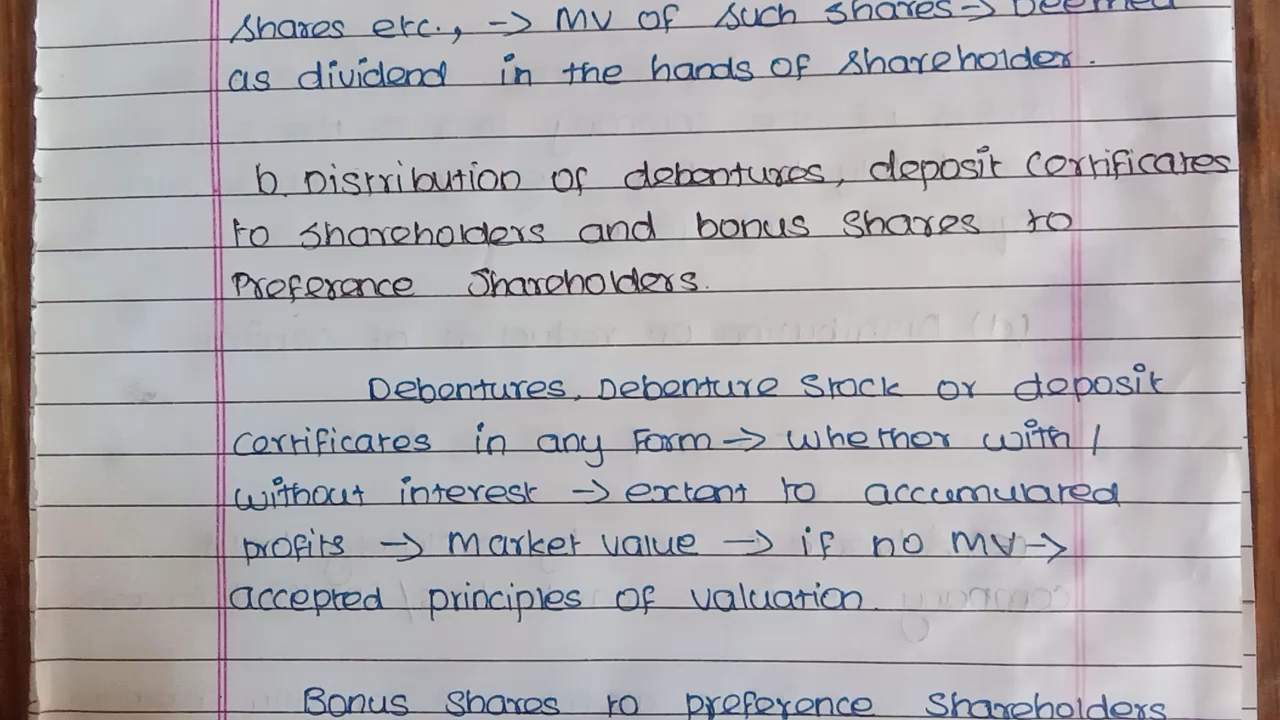 shares etc., -> MV of such shares -> Deemed
as dividend in the hands of shareholder.
b. Distribution of debentures, deposit certificates
to shareholders and bonus shares to
Preference Shareholders.
Debentures, Debenture Stock or deposit
certificates in any form -> whether with /
without interest -> extent to accumulated
profits -> Market value -> if no MV ->
accepted principles of valuation
Bonus shares to preference shareholders